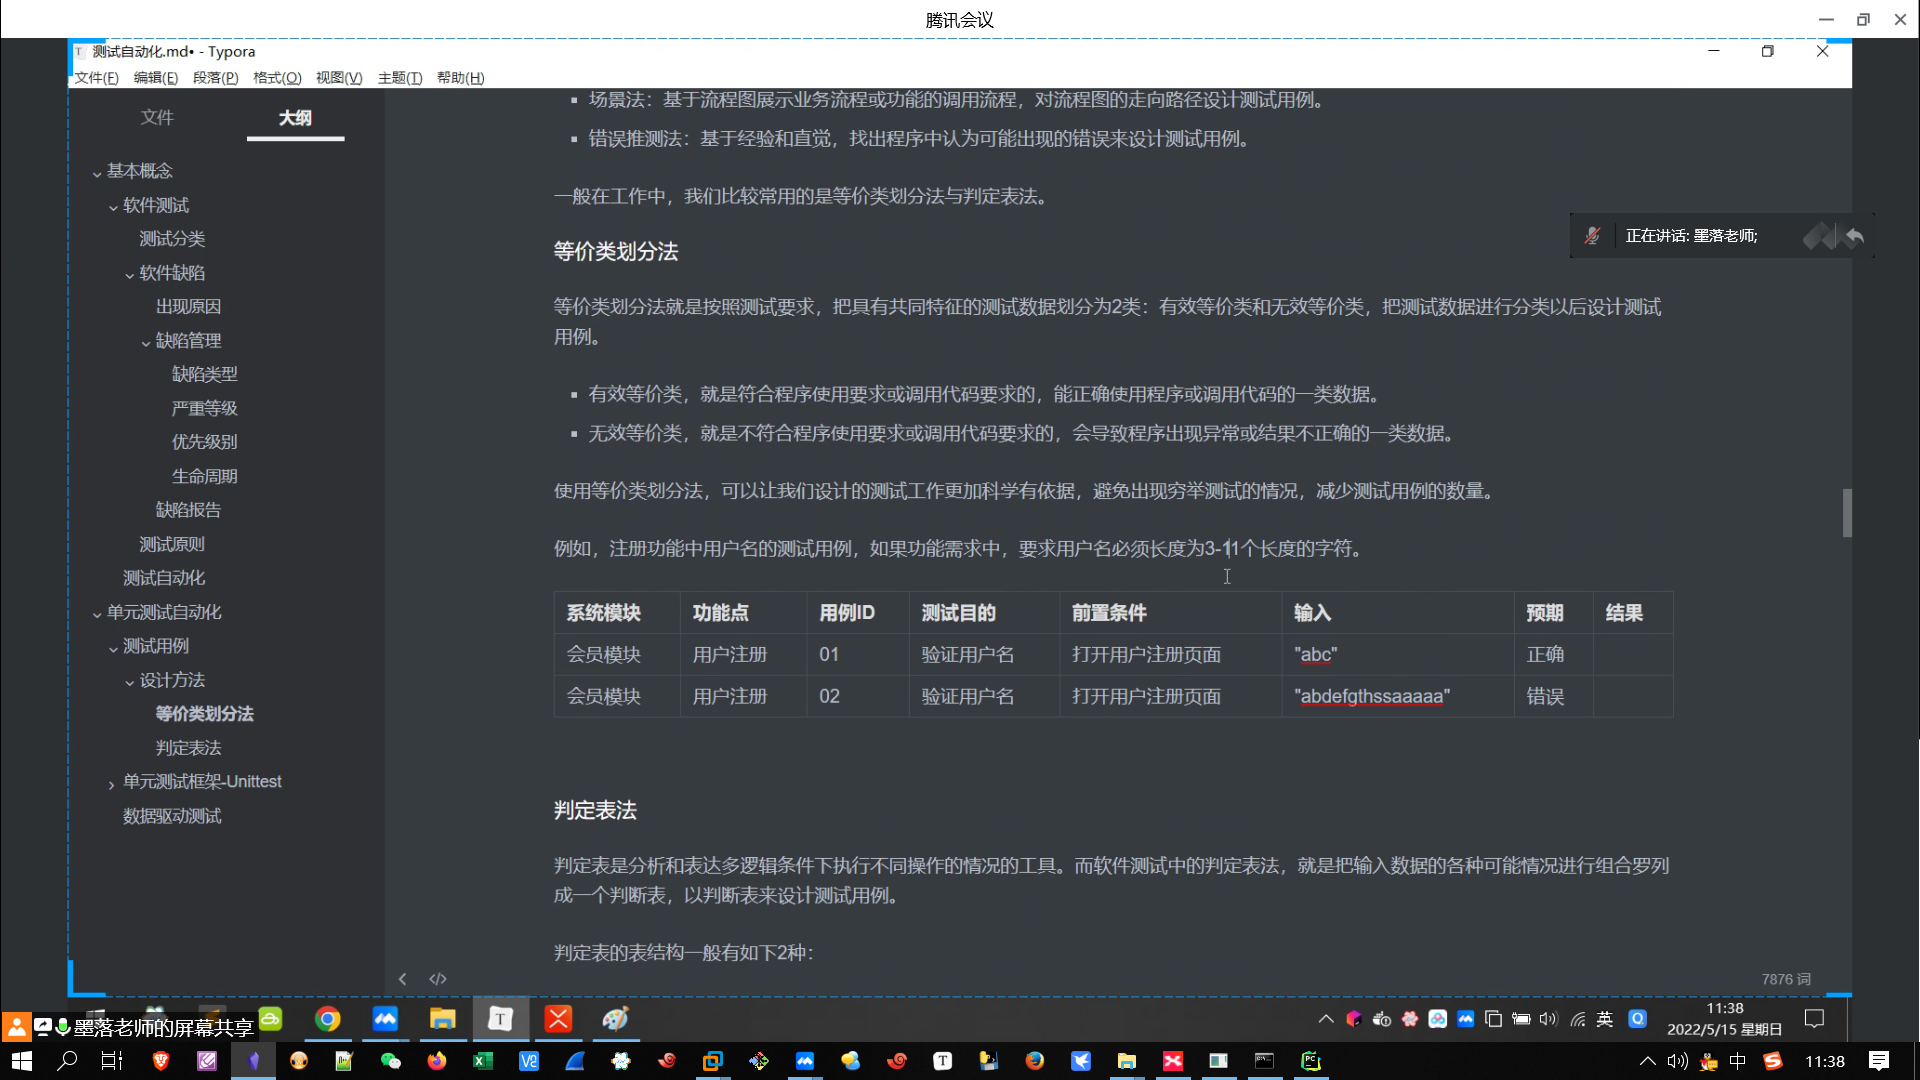 腾讯会议
测试自动化.md• - Typora
文件(F) 编辑(E) 段落(P) 格式(O) 视图(V) 主题(T) 帮助(H)
文件 大纲
基本概念
软件测试
测试分类
软件缺陷
出现原因
缺陷管理
缺陷类型
严重等级
优先级别
生命周期
缺陷报告
测试原则
测试自动化
单元测试自动化
测试用例
设计方法
等价类划分法
判定表法
单元测试框架-Unittest
数据驱动测试
场景法：基于流程图展示业务流程或功能的调用流程，对流程图的走向路径设计测试用例。
错误推测法：基于经验和直觉，找出程序中认为可能出现的错误来设计测试用例。
一般在工作中，我们比较常用的是等价类划分法与判定表法。
正在讲话: 墨落老师;
等价类划分法
等价类划分法就是按照测试要求，把具有共同特征的测试数据划分为2类：有效等价类和无效等价类，把测试数据进行分类以后设计测试
用例。
有效等价类，就是符合程序使用要求或调用代码要求的，能正确使用程序或调用代码的一类数据。
无效等价类，就是不符合程序使用要求或调用代码要求的，会导致程序出现异常或结果不正确的一类数据。
使用等价类划分法，可以让我们设计的测试工作更加科学有依据，避免出现穷举测试的情况，减少测试用例的数量。
例如，注册功能中用户名的测试用例，如果功能需求中，要求用户名必须长度为3-11个长度的字符。
系统模块 功能点 用例ID 测试目的 前置条件 输入 预期 结果
会员模块 用户注册 01 验证用户名 打开用户注册页面 "abc" 正确
会员模块 用户注册 02 验证用户名 打开用户注册页面 "abdefgthssaaaaa" 错误
判定表法
判定表是分析和表达多逻辑条件下执行不同操作的情况的工具。而软件测试中的判定表法，就是把输入数据的各种可能情况进行组合罗列
成一个判断表，以判断表来设计测试用例。
判定表的表结构一般有如下2种：
7876 词
墨落老师的屏幕共享
英
11:38
2022/5/15 星期日
中
11:38